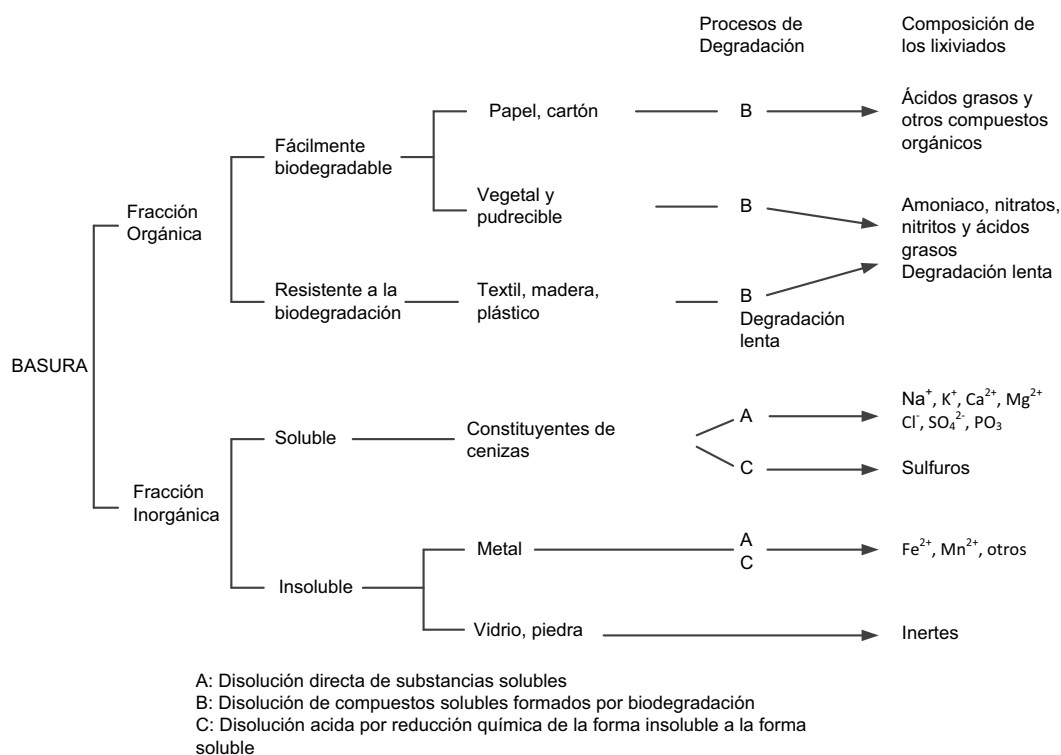 Procesos de
Degradación
Composición de
los lixiviados
Papel, cartón
B
Ácidos grasos y
otros compuestos
orgánicos
Fácilmente
biodegradable
Vegetal y
pudrecible
B
Amoniaco, nitratos,
nitritos y ácidos
grasos
Degradación lenta
Fracción
Orgánica
Resistente a la
biodegradación
Textil, madera,
plástico
B
Degradación
lenta
BASURA
Na⁺, K⁺, Ca²⁺, Mg²⁺
Cl⁻, SO₄²⁻, PO₃
A
Soluble
Constituyentes de
cenizas
C
Sulfuros
Fracción
Inorgánica
Metal
A
C
Fe²⁺, Mn²⁺, otros
Insoluble
Vidrio, piedra
Inertes
A: Disolución directa de substancias solubles
B: Disolución de compuestos solubles formados por biodegradación
C: Disolución acida por reducción química de la forma insoluble a la forma
soluble